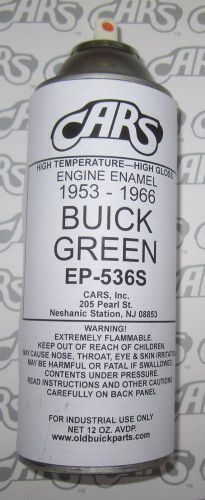 CARS
HIGH TEMPERATURE—HIGH GLOSS
ENGINE ENAMEL
1953 - 1966
BUICK
GREEN
EP-536S
CARS, Inc.
205 Pearl St.
Neshanic Station, NJ 08853
WARNING!
EXTREMELY FLAMMABLE.
KEEP OUT OF REACH OF CHILDREN.
MAY CAUSE NOSE, THROAT, EYE & SKIN IRRITATION
MAY BE HARMFUL OR FATAL IF SWALLOWED.
CONTENTS UNDER PRESSURE.
READ INSTRUCTIONS AND OTHER CAUTIONS
CAREFULLY ON BACK PANEL.
FOR INDUSTRIAL USE ONLY
NET 12 OZ. AVDP.
www.oldbuickparts.com